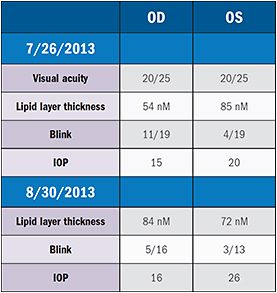 OD OS
7/26/2013
Visual acuity 20/25 20/25
Lipid layer thickness 54 nM 85 nM
Blink 11/19 4/19
IOP 15 20
8/30/2013
Lipid layer thickness 84 nM 72 nM
Blink 5/16 3/13
IOP 16 26